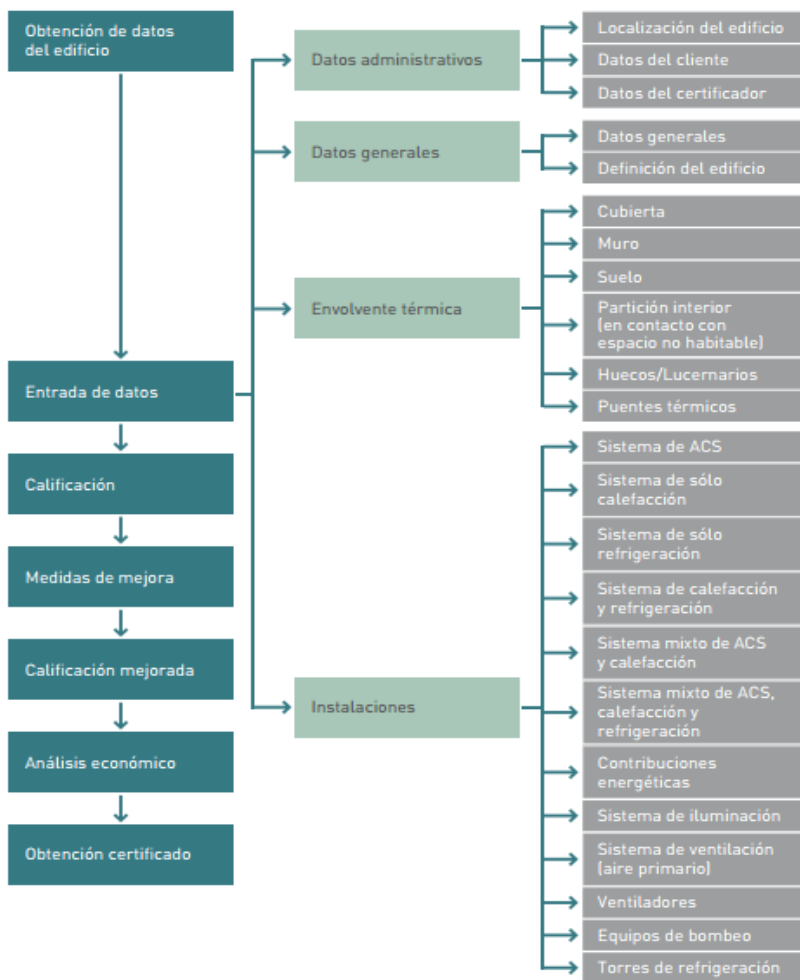 Obtención de datos
del edificio
Entrada de datos
Calificación
Medidas de mejora
Calificación mejorada
Análisis económico
Obtención certificado
Datos administrativos
Datos generales
Envolvente térmica
Instalaciones
Localización del edificio
Datos del cliente
Datos del certificador
Datos generales
Definición del edificio
Cubierta
Muro
Suelo
Partición interior
(en contacto con
espacio no habitable)
Huecos/Lucernarios
Puentes térmicos
Sistema de ACS
Sistema de sólo
calefacción
Sistema de sólo
refrigeración
Sistema de calefacción
y refrigeración
Sistema mixto de ACS
y calefacción
Sistema mixto de ACS,
calefacción y
refrigeración
Contribuciones
energéticas
Sistema de iluminación
Sistema de ventilación
(aire primario)
Ventiladores
Equipos de bombeo
Torres de refrigeración